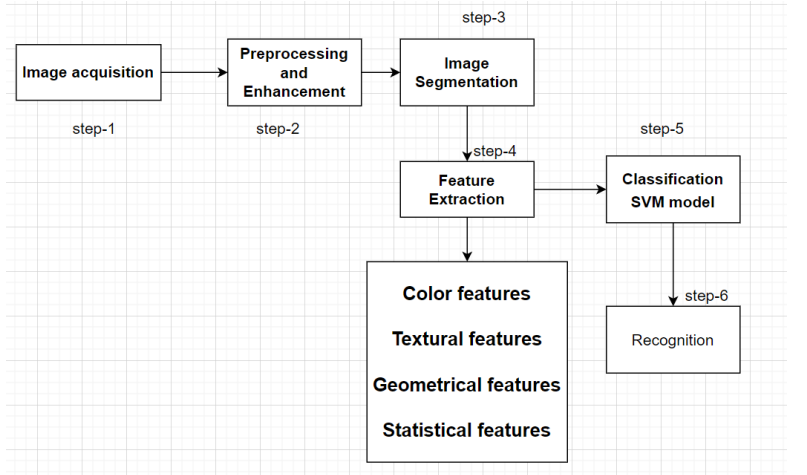 step-3
Image acquisition
Preprocessing
and
Enhancement
Image
Segmentation
step-1
step-2
step-4
step-5
Feature
Extraction
Classification
SVM model
Color features
Textural features
Geometrical features
Statistical features
step-6
Recognition